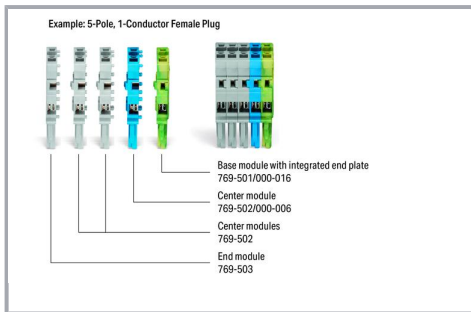 Example: 5-Pole, 1-Conductor Female Plug
Base module with integrated end plate
769-501/000-016
Center module
769-502/000-006
Center modules
769-502
End module
769-503